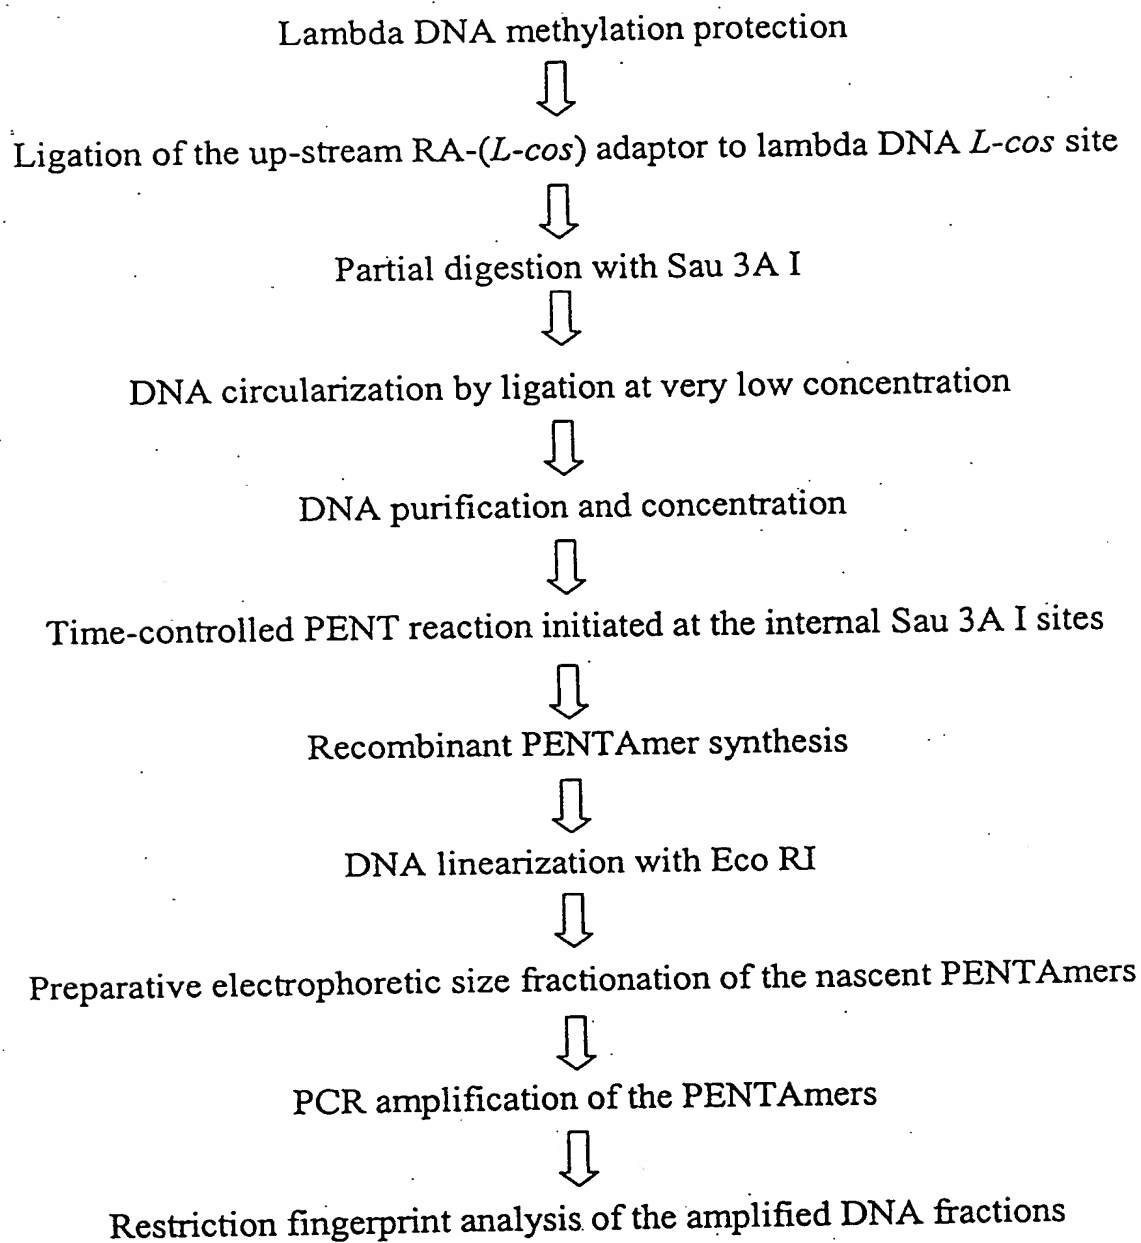 Lambda DNA methylation protection
Ligation of the up-stream RA-(L-cos) adaptor to lambda DNA L-cos site
Partial digestion with Sau 3A I
DNA circularization by ligation at very low concentration
DNA purification and concentration
Time-controlled PENT reaction initiated at the internal Sau 3A I sites
Recombinant PENTAmer synthesis
DNA linearization with Eco RI
Preparative electrophoretic size fractionation of the nascent PENTAmers
PCR amplification of the PENTAmers
Restriction fingerprint analysis of the amplified DNA fractions